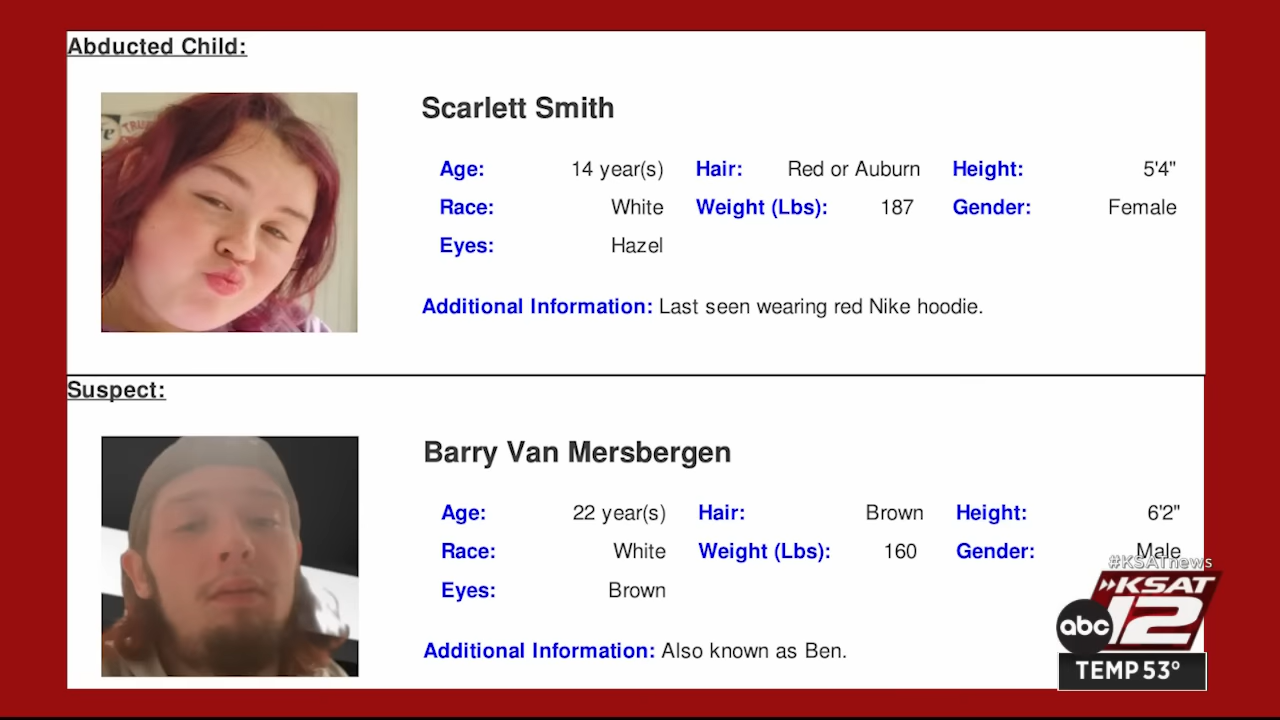 Abducted Child:
Scarlett Smith
Age: 14 year(s) Hair: Red or Auburn Height: 5'4"
Race: White Weight (Lbs): 187 Gender: Female
Eyes: Hazel
Additional Information: Last seen wearing red Nike hoodie.
Suspect:
Barry Van Mersbergen
Age: 22 year(s) Hair: Brown Height: 6'2"
Race: White Weight (Lbs): 160 Gender: Male
Eyes: Brown
Additional Information: Also known as Ben.
#KSATnews
KSAT
abc 12
TEMP 53°